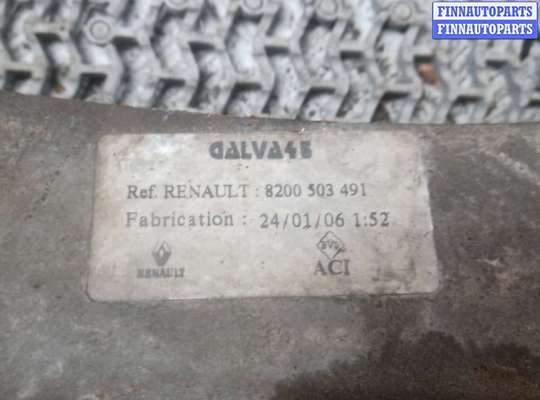 FINNAUTOPARTS
FINNAUTOPARTS
GALVA45
Ref. RENAULT : 8200 503 491
Fabrication : 24/01/06 1:52
RENAULT
ACI